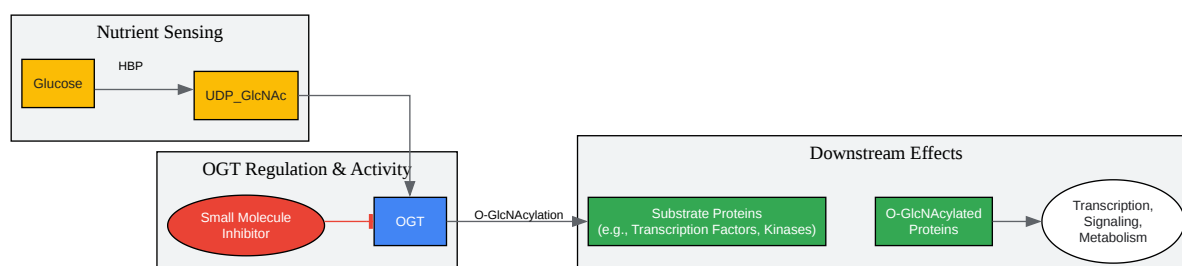 Nutrient Sensing
Glucose
HBP
UDP_GlcNAc
OGT Regulation & Activity
Small Molecule
Inhibitor
OGT
O-GlcNAcylation
Downstream Effects
Substrate Proteins
(e.g., Transcription Factors, Kinases)
O-GlcNAcylated
Proteins
Transcription,
Signaling,
Metabolism